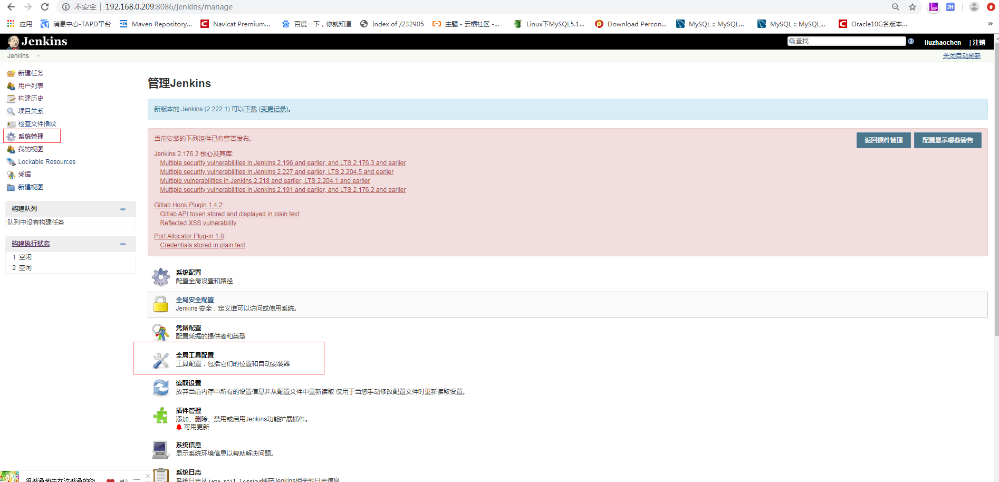 不安全 192.168.0.209:8086/jenkins/manage
应用 消息中心-TAPD平台 Maven Repository... Navicat Premium... 百度一下，你就知道 Index of /232905 主题 - 云栖社区 -... Linux下MySQL5.1... Download Percon... MySQL :: MySQL... MySQL :: MySQL... Oracle10G各版本... »
Jenkins 查找 liuzhaochen | 注销
Jenkins 关闭自动刷新
新建任务
用户列表
构建历史
项目关系
检查文件指纹
系统管理
我的视图
Lockable Resources
凭据
新建视图
构建队列
队列中没有构建任务
构建执行状态
1 空闲
2 空闲
管理Jenkins
新版本的 Jenkins (2.222.1) 可以下载 (变更记录)。
当前安装的下列组件已有警告发布。
返回插件管理 配置显示哪些警告
Jenkins 2.176.2 核心及其库:
Multiple security vulnerabilities in Jenkins 2.196 and earlier, and LTS 2.176.3 and earlier
Multiple security vulnerabilities in Jenkins 2.227 and earlier, LTS 2.204.5 and earlier
Multiple vulnerabilities in Jenkins 2.218 and earlier, LTS 2.204.1 and earlier
Multiple security vulnerabilities in Jenkins 2.191 and earlier, and LTS 2.176.2 and earlier
Gitlab Hook Plugin 1.4.2:
Gitlab API token stored and displayed in plain text
Reflected XSS vulnerability
Port Allocator Plug-in 1.8:
Credentials stored in plain text
系统配置
配置全局设置和路径
全局安全配置
Jenkins 安全，定义谁可以访问或使用系统。
凭据配置
配置凭据的提供者和类型
全局工具配置
工具配置，包括它们的位置和自动安装器
读取设置
放弃当前内存中所有的设置信息并从配置文件中重新读取 仅用于当您手动修改配置文件时重新读取设置。
插件管理
添加、删除、禁用或启用Jenkins功能扩展插件。
可用更新
系统信息
显示系统环境信息以帮助解决问题。
系统日志
系统日志从java.util.logging捕获Jenkins相关的日志信息
很普通地走在这普通的街